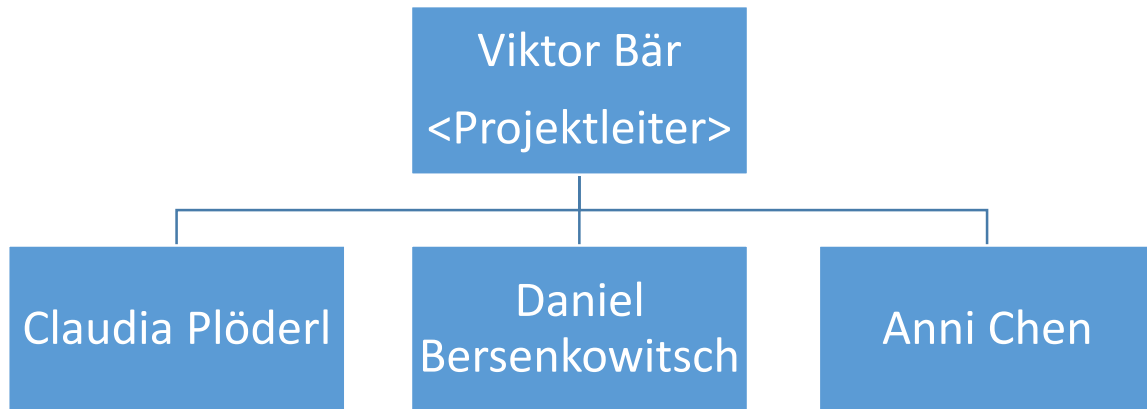 Viktor Bär
<Projektleiter>
Claudia Plöderl
Daniel
Bersenkowitsch
Anni Chen